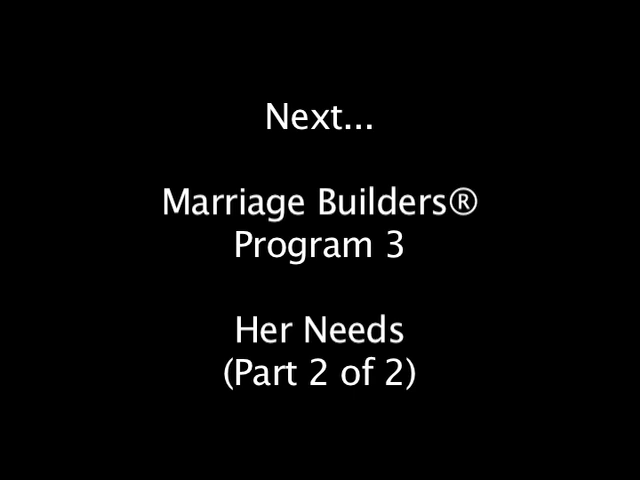 Next...
Marriage Builders®
Program 3
Her Needs
(Part 2 of 2)